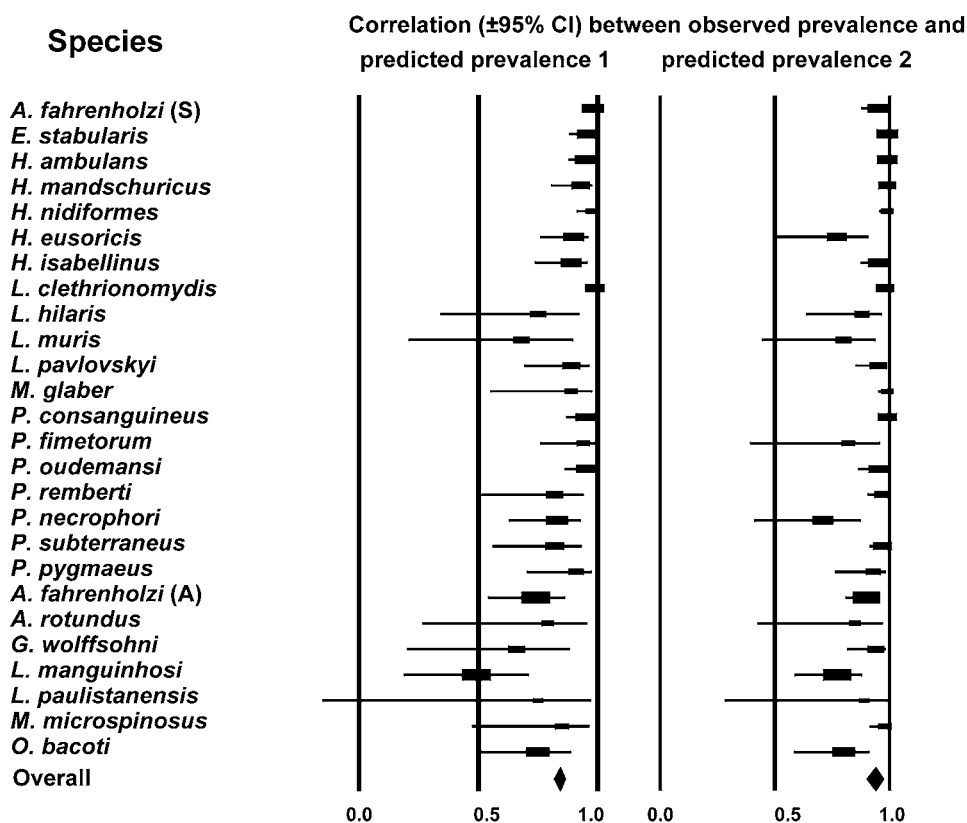 Species
Correlation (±95% CI) between observed prevalence and
predicted prevalence 1 predicted prevalence 2
A. fahrenholzi (S)
E. stabularis
H. ambulans
H. mandschuricus
H. nidiformes
H. eusoricis
H. isabellinus
L. clethrionomydis
L. hilaris
L. muris
L. pavlovskyi
M. glaber
P. consanguineus
P. fimetorum
P. oudemansi
P. remberti
P. necrophori
P. subterraneus
P. pygmaeus
A. fahrenholzi (A)
A. rotundus
G. wolffsohni
L. manguinhosi
L. paulistanensis
M. microspinosus
O. bacoti
Overall
0.0 0.5 1.0 0.0 0.5 1.0